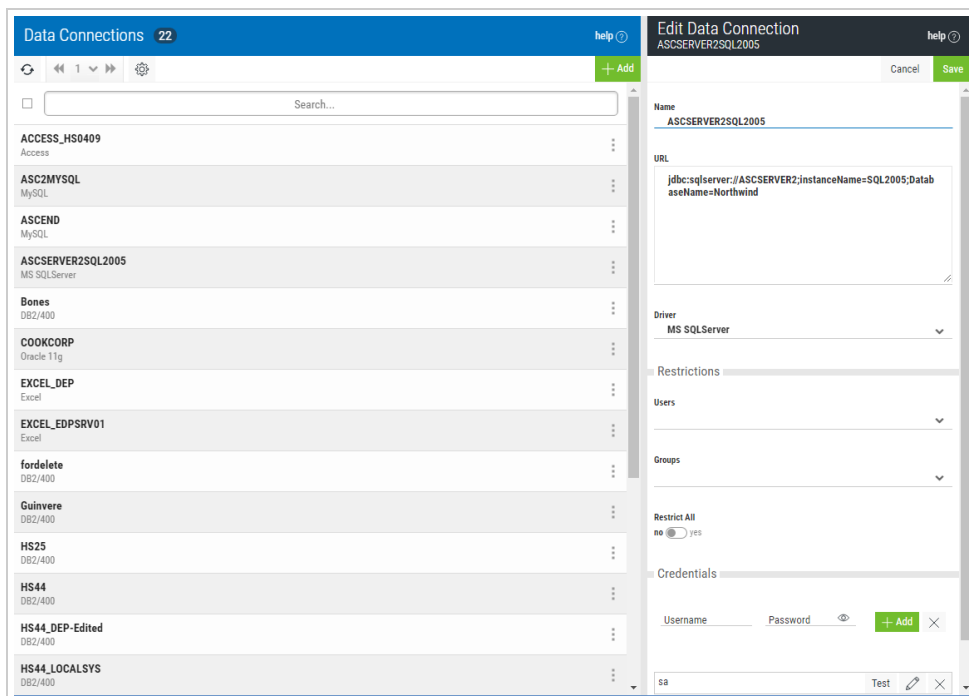 Data Connections 22
help ?
1
+ Add
Search...
ACCESS_HS0409
Access
ASC2MYSQL
MySQL
ASCEND
MySQL
ASCSERVER2SQL2005
MS SQLServer
Bones
DB2/400
COOKCORP
Oracle 11g
EXCEL_DEP
Excel
EXCEL_EDPSRV01
Excel
fordelete
DB2/400
Guinvere
DB2/400
HS25
DB2/400
HS44
DB2/400
HS44_DEP-Edited
DB2/400
HS44_LOCALSYS
DB2/400
Edit Data Connection
ASCSERVER2SQL2005
help ?
Cancel Save
Name
ASCSERVER2SQL2005
URL
jdbc:sqlserver://ASCSERVER2;instanceName=SQL2005;Datab
aseName=Northwind
Driver
MS SQLServer
Restrictions
Users
Groups
Restrict All
no yes
Credentials
Username Password + Add
sa Test